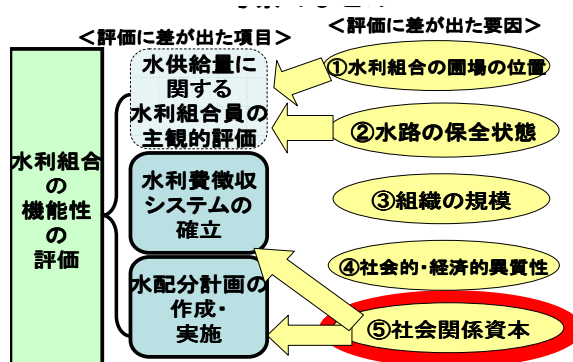 ＜評価に差が出た項目＞
＜評価に差が出た要因＞
水利組合
の
機能性
の
評価
水供給量に
関する
水利組合員の
主観的評価
水利費徴収
システムの
確立
水配分計画の
作成・
実施
①水利組合の圃場の位置
②水路の保全状態
③組織の規模
④社会的・経済的異質性
⑤社会関係資本